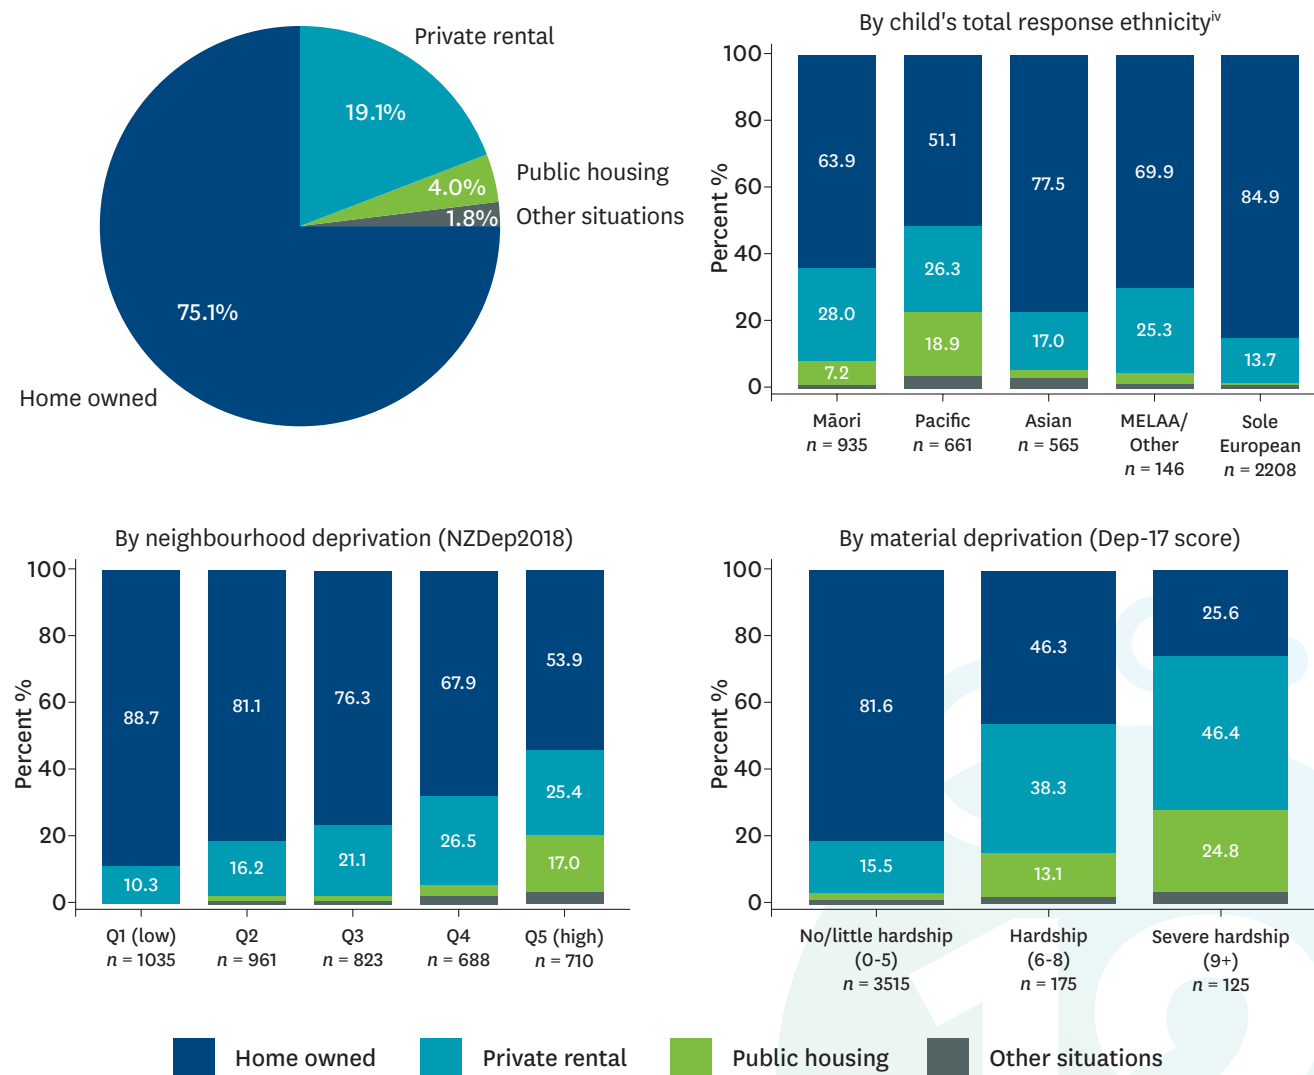 Private rental
19.1%
Public housing
4.0%
Other situations
1.8%
75.1%
Home owned
By child's total response ethnicityiv
Percent %
100
80
60
40
20
0
63.9
28.0
7.2
51.1
26.3
18.9
77.5
17.0
69.9
25.3
84.9
13.7
Māori
n = 935
Pacific
n = 661
Asian
n = 565
MELAA/
Other
n = 146
Sole
European
n = 2208
By neighbourhood deprivation (NZDep2018)
Percent %
100
80
60
40
20
0
88.7
10.3
81.1
16.2
76.3
21.1
67.9
26.5
53.9
25.4
17.0
Q1 (low)
n = 1035
Q2
n = 961
Q3
n = 823
Q4
n = 688
Q5 (high)
n = 710
By material deprivation (Dep-17 score)
Percent %
100
80
60
40
20
0
81.6
15.5
46.3
38.3
13.1
25.6
46.4
24.8
No/little hardship
(0-5)
n = 3515
Hardship
(6-8)
n = 175
Severe hardship
(9+)
n = 125
Home owned
Private rental
Public housing
Other situations